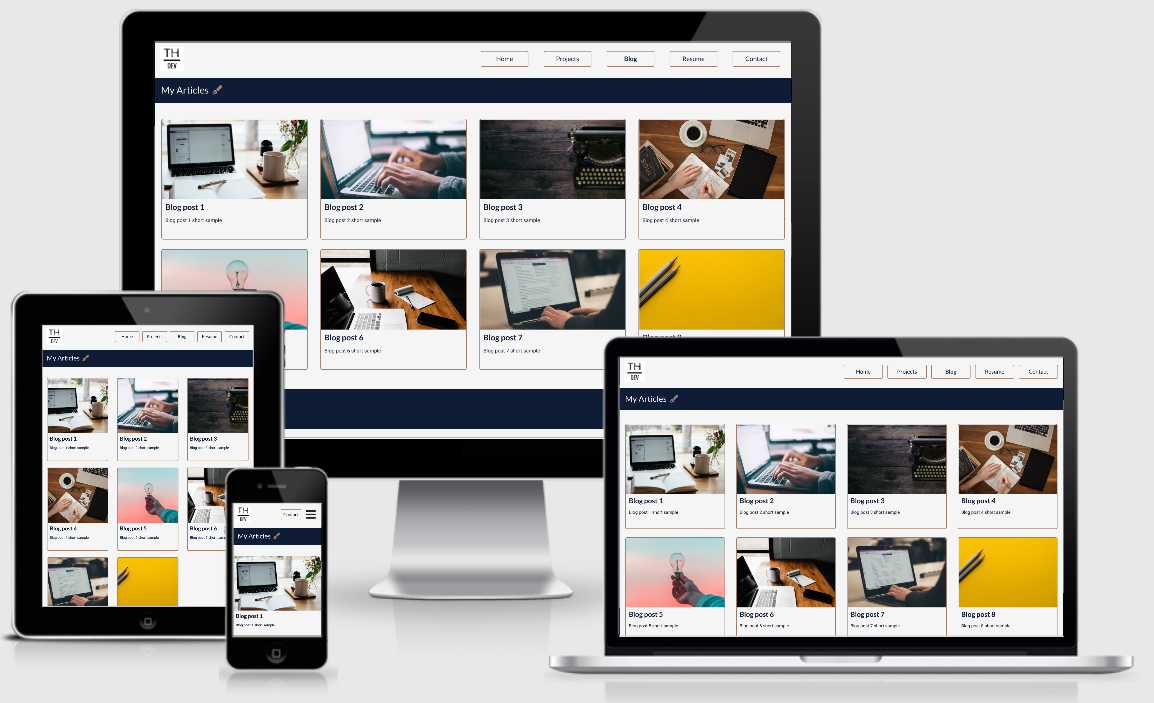 TH
DEV
Home
Projects
Blog
Resume
Contact
My Articles
Blog post 1
Blog post 2
Blog post 3
Blog post 4
Blog post 1 short sample
Blog post 2 short sample
Blog post 3 short sample
Blog post 4 short sample
Blog post 6
Blog post 7
Blog post 6 short sample
Blog post 7 short sample
TH
DEV
Home
Project
Blog
Resume
Contact
My Articles
Blog post 1
Blog post 2
Blog post 3
Blog post 1 short sample
Blog post 2 short sample
Blog post 3 short sample
Blog post 4
Blog post 5
Blog post 6
Blog post 4 short sample
Blog post 5 short sample
TH
DEV
Contact
My Articles
Blog post 1
Blog post 1 short sample
TH
DEV
Home
Projects
Blog
Resume
Contact
My Articles
Blog post 1
Blog post 2
Blog post 3
Blog post 4
Blog post 1 short sample
Blog post 2 short sample
Blog post 3 short sample
Blog post 4 short sample
Blog post 5
Blog post 6
Blog post 7
Blog post 8
Blog post 5 short sample
Blog post 6 short sample
Blog post 7 short sample
Blog post 8 short sample